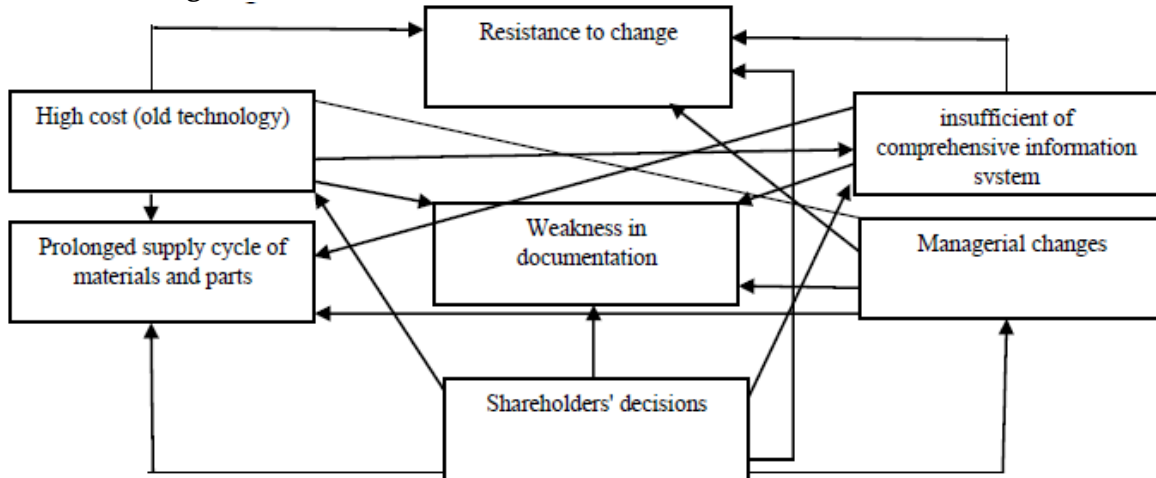 Resistance to change
High cost (old technology)
insufficient of
comprehensive information
system
Prolonged supply cycle of
materials and parts
Weakness in
documentation
Managerial changes
Shareholders' decisions